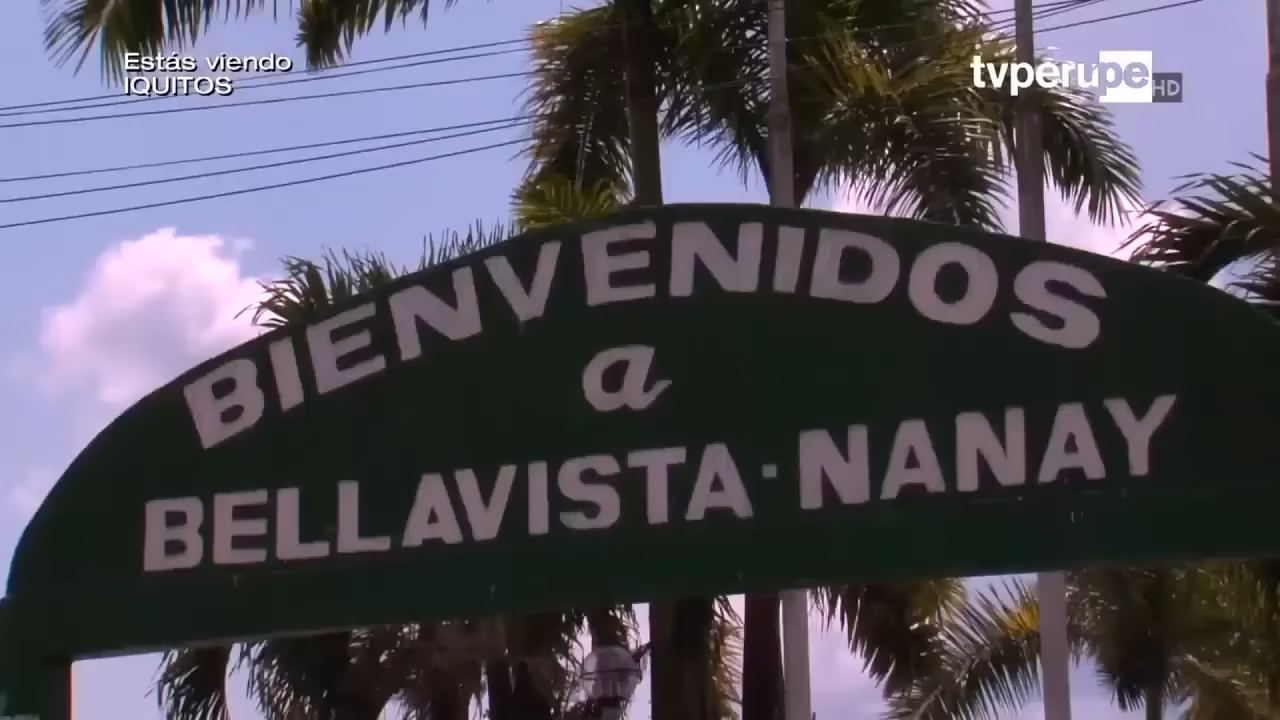 Estás viendo
IQUITOS
tvperupe HD
BIENVENIDOS
a
BELLAVISTA-NANAY